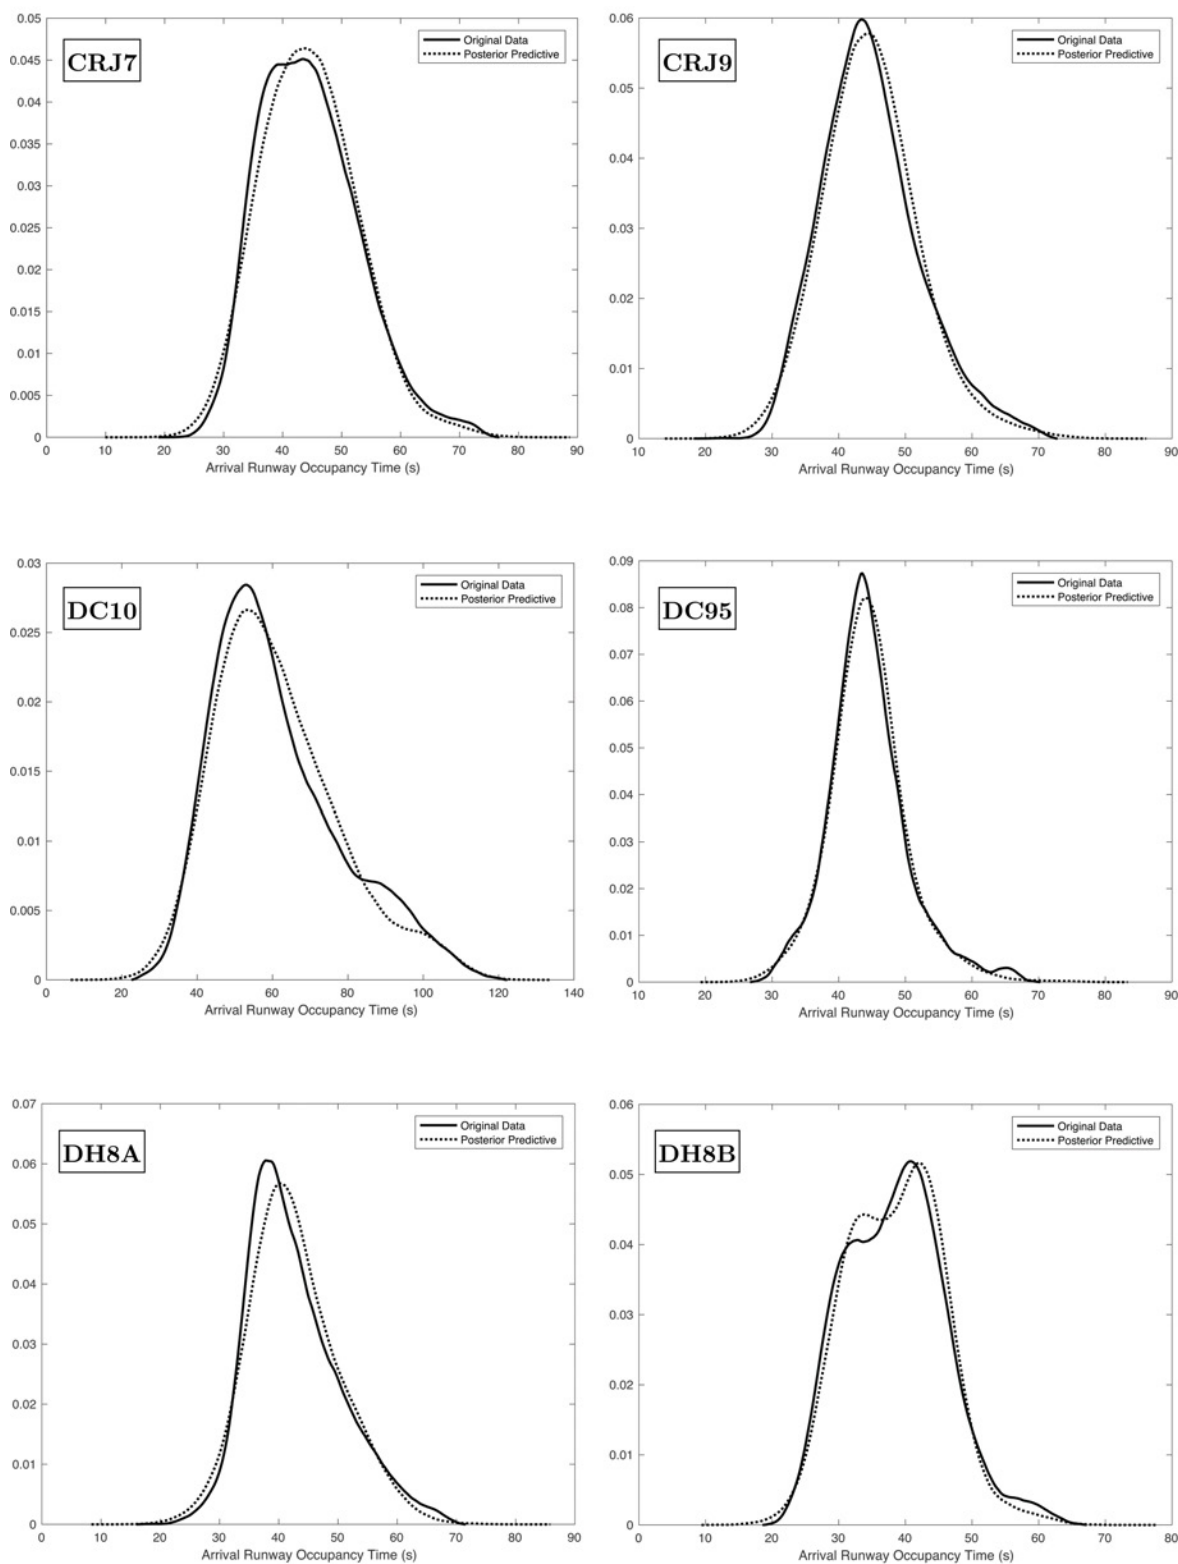 0.05
0.045
0.04
0.035
0.03
0.025
0.02
0.015
0.01
0.005
0
CRJ7
Original Data
Posterior Predictive
0 10 20 30 40 50 60 70 80 90
Arrival Runway Occupancy Time (s)
0.06
0.05
0.04
0.03
0.02
0.01
0
CRJ9
Original Data
Posterior Predictive
10 20 30 40 50 60 70 80 90
Arrival Runway Occupancy Time (s)
0.03
0.025
0.02
0.015
0.01
0.005
0
DC10
Original Data
Posterior Predictive
0 20 40 60 80 100 120 140
Arrival Runway Occupancy Time (s)
0.09
0.08
0.07
0.06
0.05
0.04
0.03
0.02
0.01
0
DC95
Original Data
Posterior Predictive
10 20 30 40 50 60 70 80 90
Arrival Runway Occupancy Time (s)
0.07
0.06
0.05
0.04
0.03
0.02
0.01
0
DH8A
Original Data
Posterior Predictive
0 10 20 30 40 50 60 70 80 90
Arrival Runway Occupancy Time (s)
0.06
0.05
0.04
0.03
0.02
0.01
0
DH8B
Original Data
Posterior Predictive
0 10 20 30 40 50 60 70 80
Arrival Runway Occupancy Time (s)